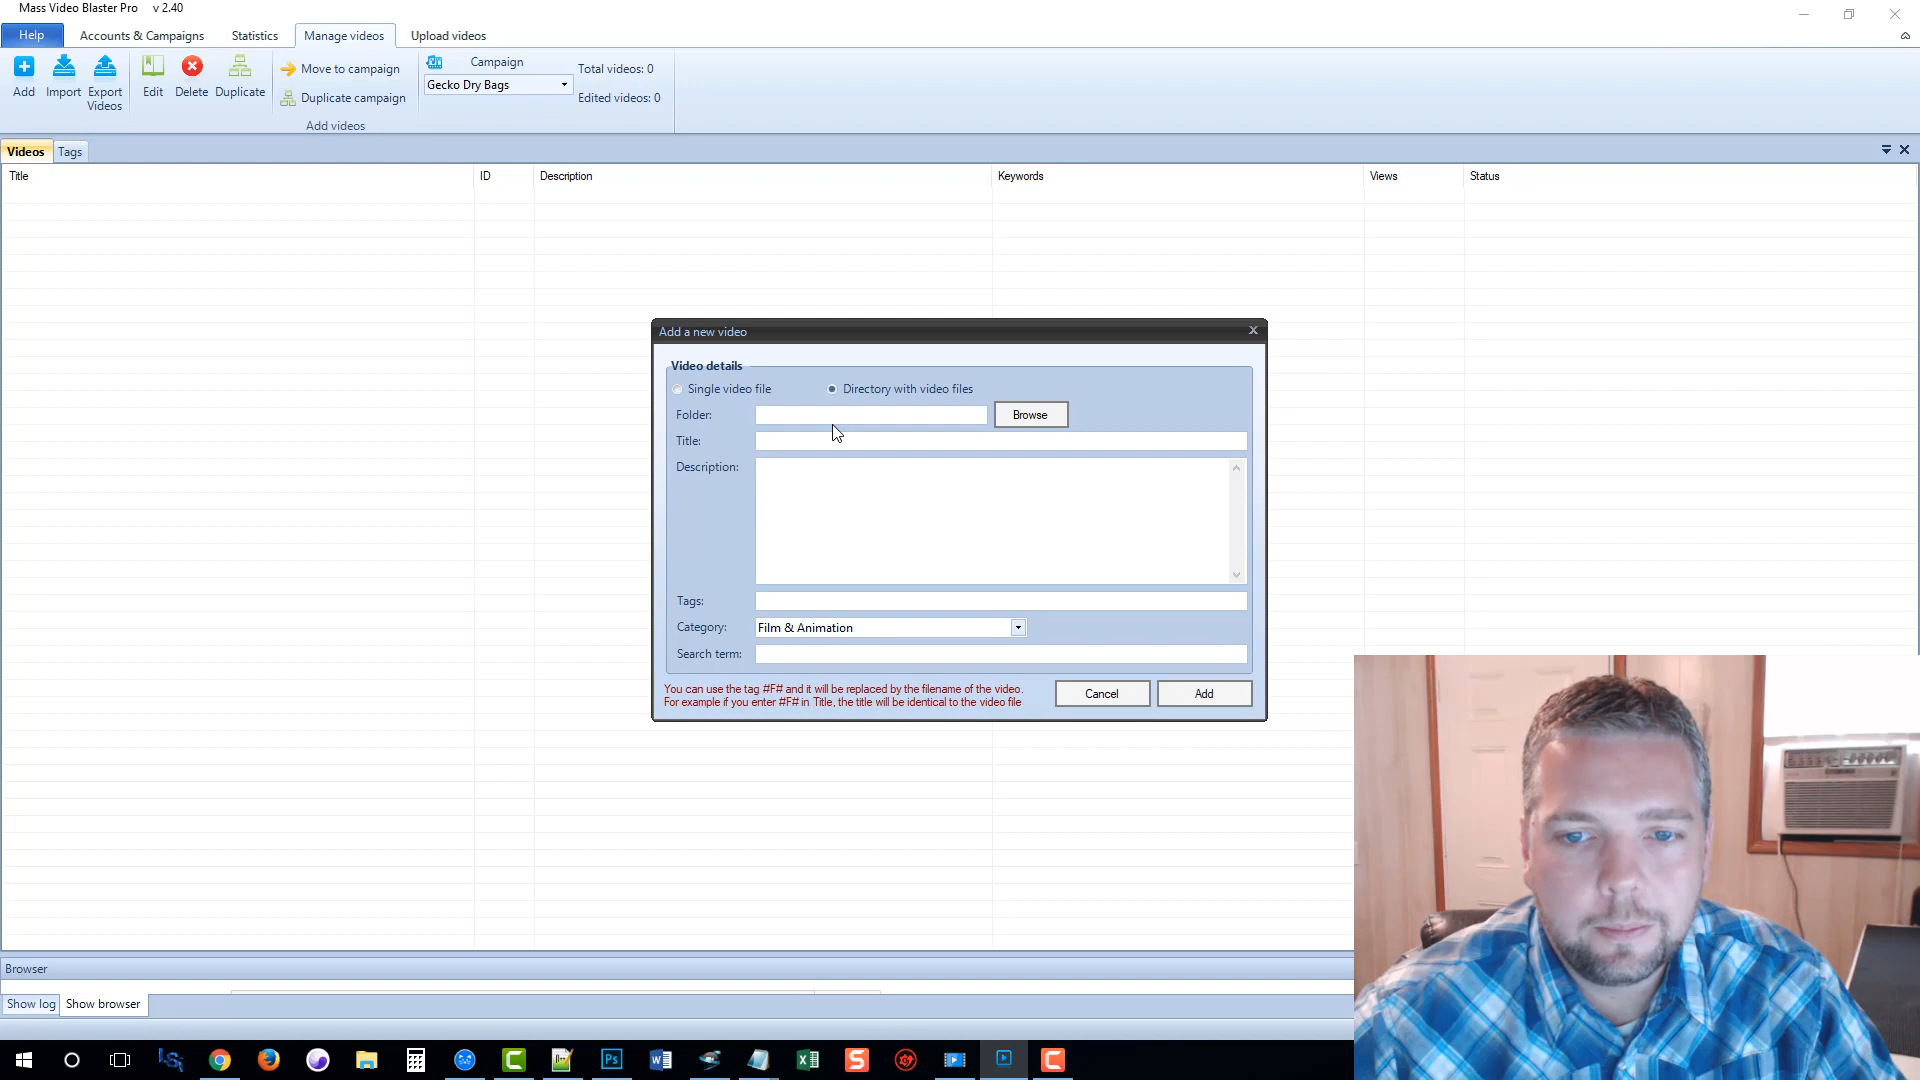 Mass Video Blaster Pro    v 2.40
Help    Accounts & Campaigns    Statistics    Manage videos    Upload videos
Add    Import    Export Videos    Edit    Delete    Duplicate
Move to campaign
Duplicate campaign
Add videos
Campaign
Gecko Dry Bags
Total videos: 0
Edited videos: 0
Videos    Tags
Title    ID    Description    Keywords    Views    Status
Add a new video
X
Video details
Single video file    Directory with video files
Folder:    Browse
Title:
Description:
Tags:
Category:    Film & Animation
Search term:
You can use the tag #F# and it will be replaced by the filename of the video.
For example if you enter #F# in Title, the title will be identical to the video file
Cancel    Add
Browser
Show log    Show browser
Ps